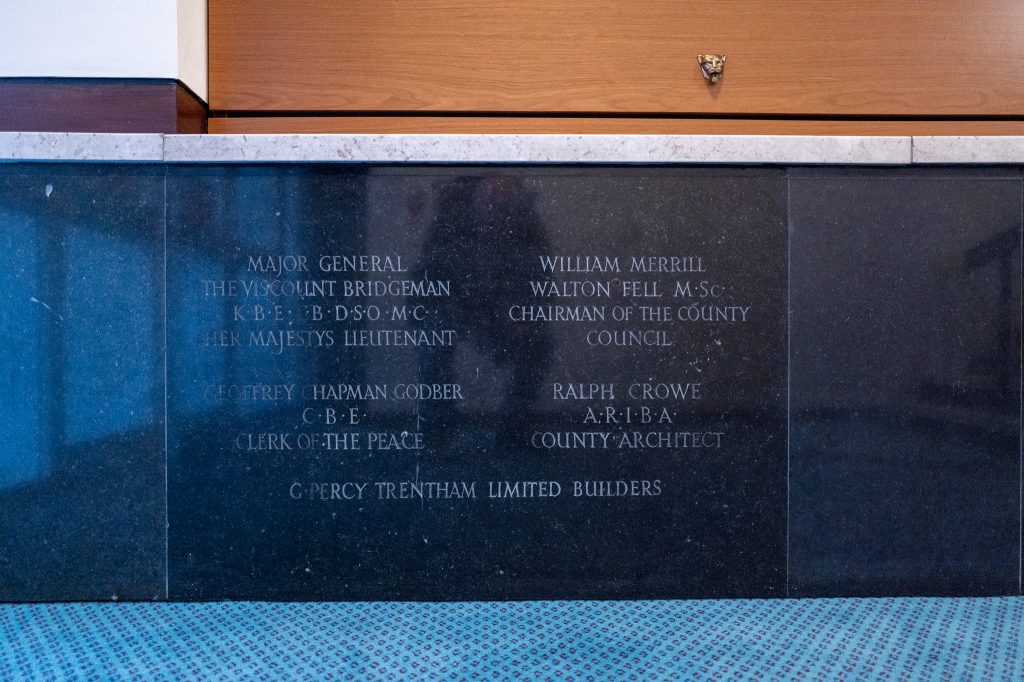 MAJOR GENERAL
THE VISCOUNT BRIDGEMAN
K·B·E· C·B·D·S·O·M·C·
HER MAJESTYS LIEUTENANT
GEOFFREY CHAPMAN GODBER
C·B·E·
CLERK OF THE PEACE
WILLIAM MERRILL
WALTON FELL M·Sc·
CHAIRMAN OF THE COUNTY
COUNCIL
RALPH CROWE
A·R·I·B·A·
COUNTY ARCHITECT
G·PERCY TRENTHAM LIMITED BUILDERS